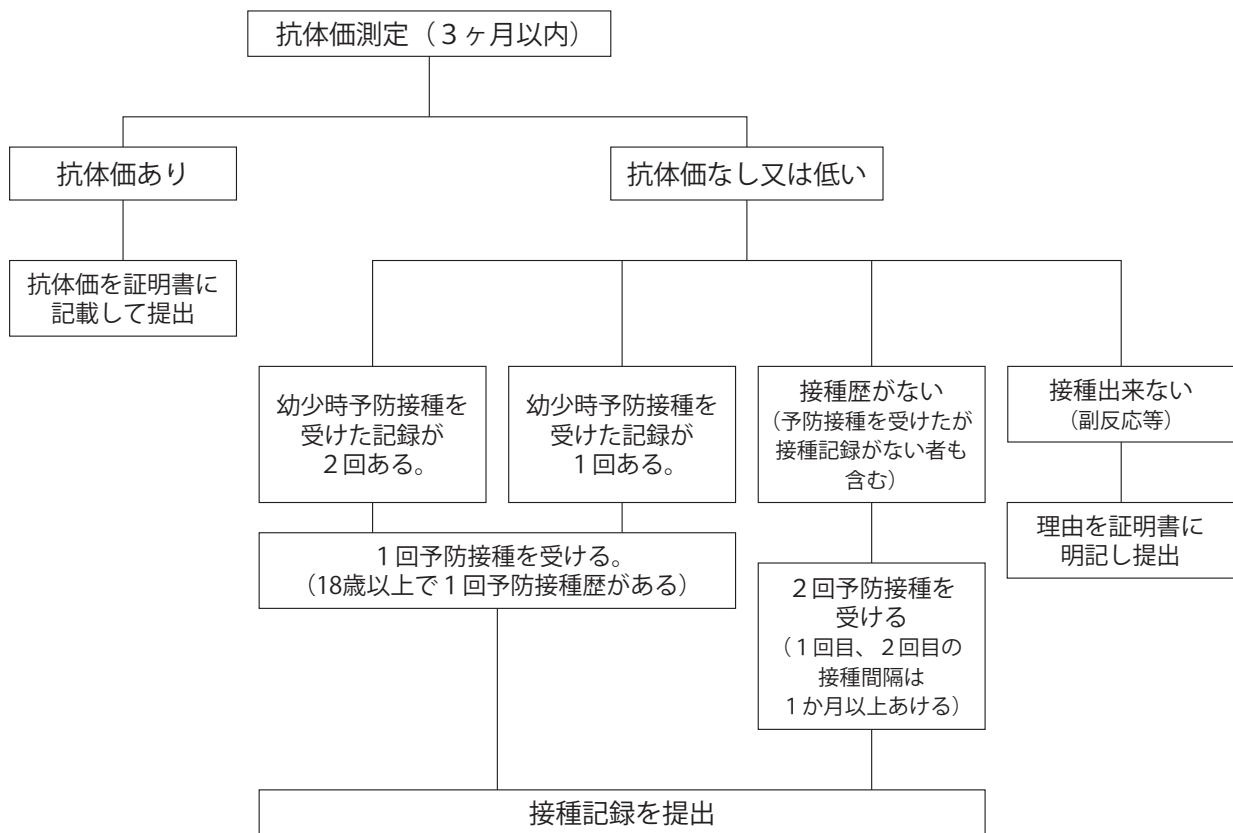 抗体価測定（３ヶ月以内）
抗体価あり
抗体価なし又は低い
抗体価を証明書に
記載して提出
幼少時予防接種を
受けた記録が
２回ある。
幼少時予防接種を
受けた記録が
１回ある。
接種歴がない
（予防接種を受けたが
接種記録がない者も
含む）
接種出来ない
（副反応等）
１回予防接種を受ける。
（18歳以上で１回予防接種歴がある）
２回予防接種を
受ける
（１回目、２回目の
接種間隔は
１か月以上あける）
理由を証明書に
明記し提出
接種記録を提出